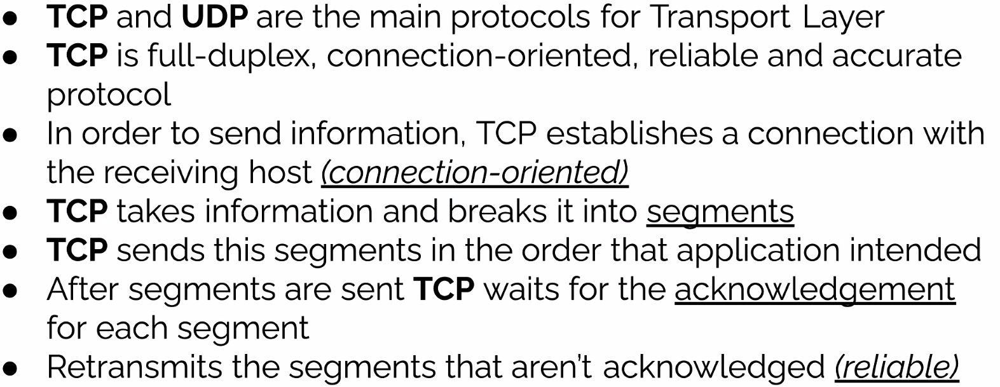 ● TCP and UDP are the main protocols for Transport Layer
● TCP is full-duplex, connection-oriented, reliable and accurate
protocol
● In order to send information, TCP establishes a connection with
the receiving host (connection-oriented)
● TCP takes information and breaks it into segments
● TCP sends this segments in the order that application intended
● After segments are sent TCP waits for the acknowledgement
for each segment
● Retransmits the segments that aren't acknowledged (reliable)